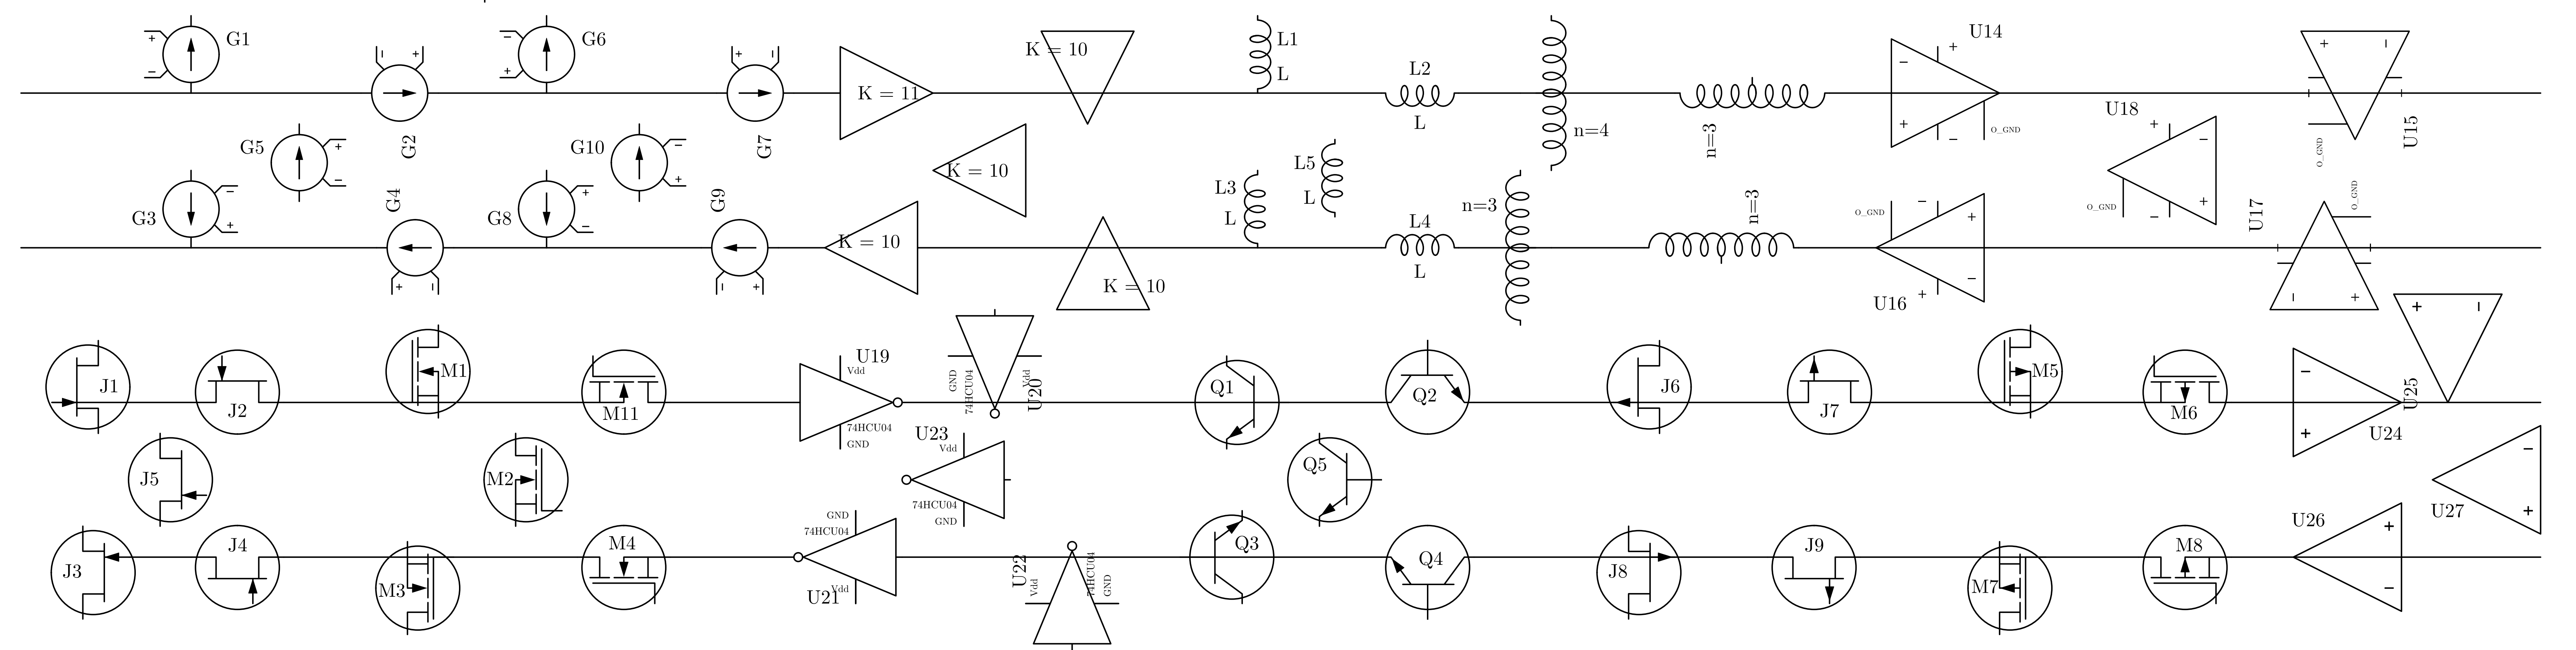 G1
+
−
G2
−
+
G6
−
+
G7
+
−
K = 11
K = 10
L1
L
L2
L
n=4
n=3
U14
−
+
+
−
O_GND
U15
+
−
O_GND
U18
+
−
−
+
O_GND
G5
+
−
G10
−
+
K = 10
L5
L
G3
−
+
G4
+
−
G8
+
−
G9
−
+
K = 10
K = 10
L3
L
L4
L
n=3
n=3
U16
O_GND
−
+
+
−
U17
O_GND
−
+
J1
J2
M1
M11
U19
Vdd
74HCU04
GND
U20
GND
74HCU04
Vdd
Q1
Q2
J6
J7
M5
M6
U24
−
+
U25
+
−
J5
M2
U23
Vdd
74HCU04
GND
Q5
U27
−
+
J3
J4
M3
M4
U21
GND
74HCU04
Vdd
U22
Vdd
74HCU04
GND
Q3
Q4
J8
J9
M7
M8
U26
+
−